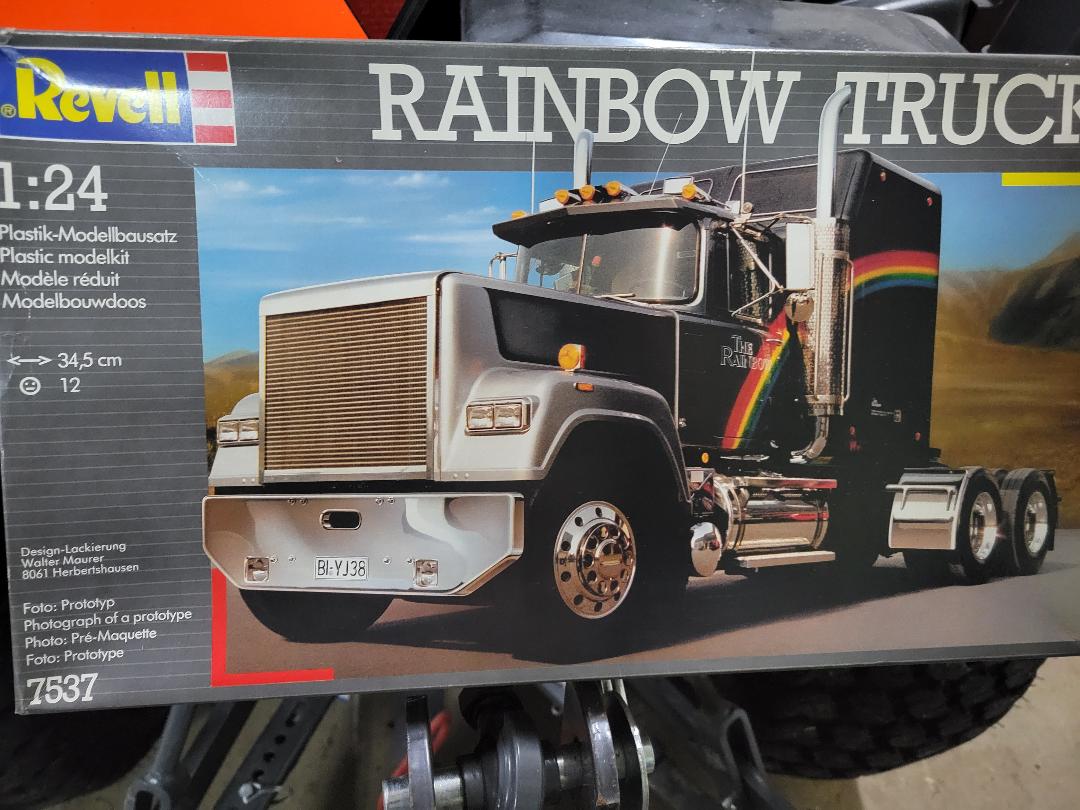 Revell
RAINBOW TRUCK
1:24
Plastik-Modellbausatz
Plastic modelkit
Modèle réduit
Modelbouwdoos
34,5 cm
12
THE
RAINBOW
BI-YJ38
Design-Lackierung
Walter Maurer
8061 Herbertshausen
Foto: Prototyp
Photograph of a prototype
Photo: Pré-Maquette
Foto: Prototype
7537